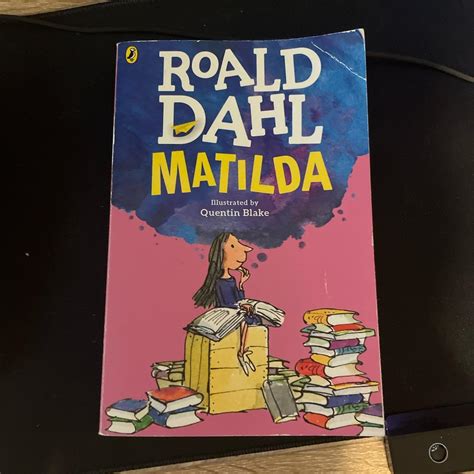 ROALD
DAHL
MATILDA
Illustrated by
Quentin Blake